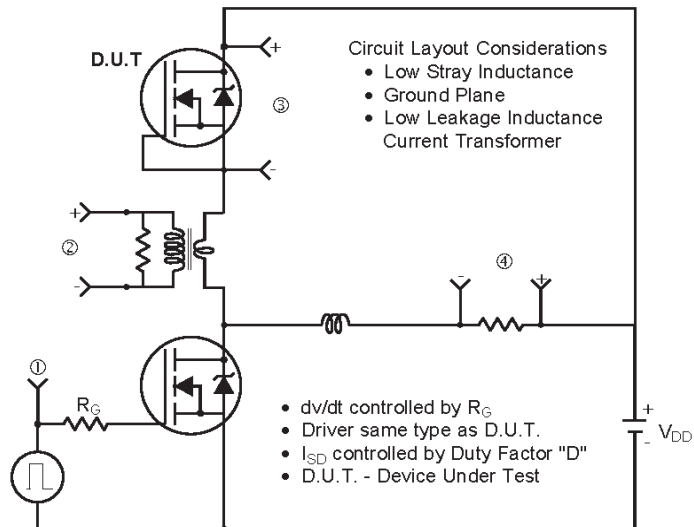 D.U.T
+
③
-
Circuit Layout Considerations
• Low Stray Inductance
• Ground Plane
• Low Leakage Inductance
Current Transformer
+
②
-
④
-
+
①
R_G
• dv/dt controlled by R_G
• Driver same type as D.U.T.
• I_SD controlled by Duty Factor "D"
• D.U.T. - Device Under Test
+
-
V_DD